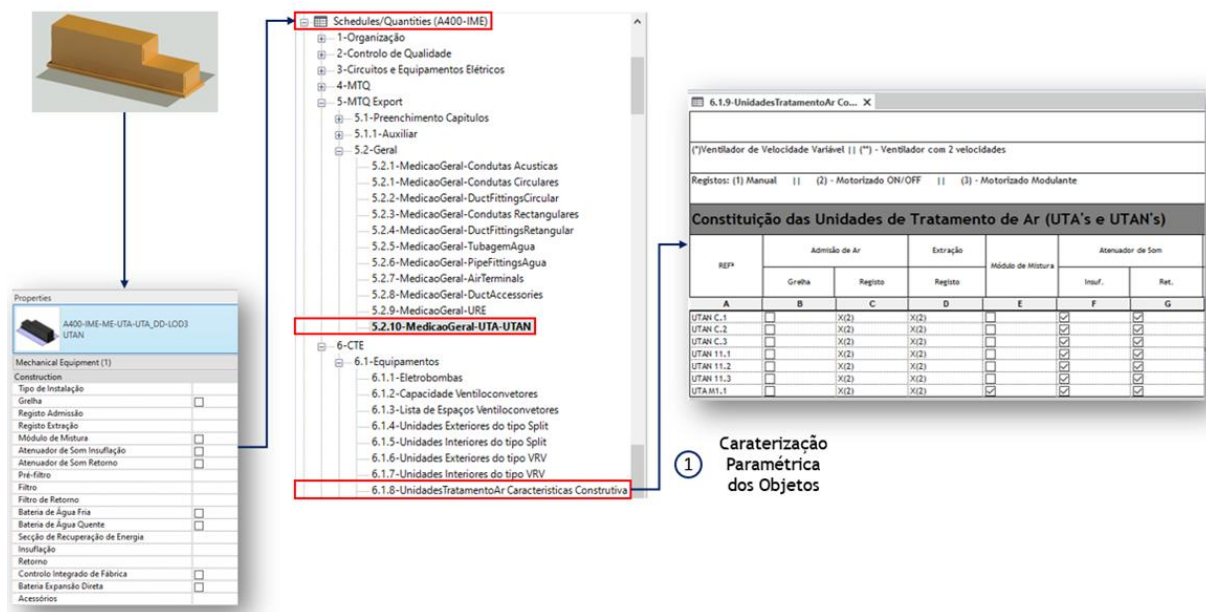 Schedules/Quantities (A400-IME)
1-Organização
2-Controlo de Qualidade
3-Circuitos e Equipamentos Elétricos
4-MTQ
5-MTQ Export
5.1-Preenchimento Capitulos
5.1.1-Auxiliar
5.2-Geral
5.2.1-MedicaoGeral-Condutas Acusticas
5.2.1-MedicaoGeral-Condutas Circulares
5.2.2-MedicaoGeral-DuctFittingsCircular
5.2.3-MedicaoGeral-Condutas Rectangulares
5.2.4-MedicaoGeral-DuctFittingsRetangular
5.2.5-MedicaoGeral-TubagemAgua
5.2.6-MedicaoGeral-PipeFittingsAgua
5.2.7-MedicaoGeral-AirTerminals
5.2.8-MedicaoGeral-DuctAccessories
5.2.9-MedicaoGeral-URE
5.2.10-MedicaoGeral-UTA-UTAN
6-CTE
6.1-Equipamentos
6.1.1-Eletrobombas
6.1.2-Capacidade Ventiloconvetores
6.1.3-Lista de Espaços Ventiloconvetores
6.1.4-Unidades Exteriores do tipo Split
6.1.5-Unidades Interiores do tipo Split
6.1.6-Unidades Exteriores do tipo VRV
6.1.7-Unidades Interiores do tipo VRV
6.1.8-UnidadesTratamentoAr Caracteristicas Construtiva
Properties
A400-IME-ME-UTA-UTA_DD-LOD3
UTAN
Mechanical Equipment (1)
Construction
Tipo de Instalação
Grelha
Registo Admissão
Registo Extração
Módulo de Mistura
Atenuador de Som Insuflação
Atenuador de Som Retorno
Pré-filtro
Filtro
Filtro de Retorno
Bateria de Água Fria
Bateria de Água Quente
Secção de Recuperação de Energia
Insuflação
Retorno
Controlo Integrado de Fábrica
Bateria Expansão Direta
Acessórios
6.1.9-UnidadesTratamentoAr Co... X
(*)Ventilador de Velocidade Variável || (**) - Ventilador com 2 velocidades
Registos: (1) Manual || (2) - Motorizado ON/OFF || (3) - Motorizado Modulante
Constituição das Unidades de Tratamento de Ar (UTA's e UTAN's)
REFª Admisão de Ar Extração Módulo de Mistura Atenuador de Som
Grelha Registo Registo Insuf. Ret.
A B C D E F G
UTAN C.1 X(2) X(2)
UTAN C.2 X(2) X(2)
UTAN C.3 X(2) X(2)
UTAN 11.1 X(2) X(2)
UTAN 11.2 X(2) X(2)
UTAN 11.3 X(2) X(2)
UTA M1.1 X(2) X(2)
1 Caraterização
Paramétrica
dos Objetos